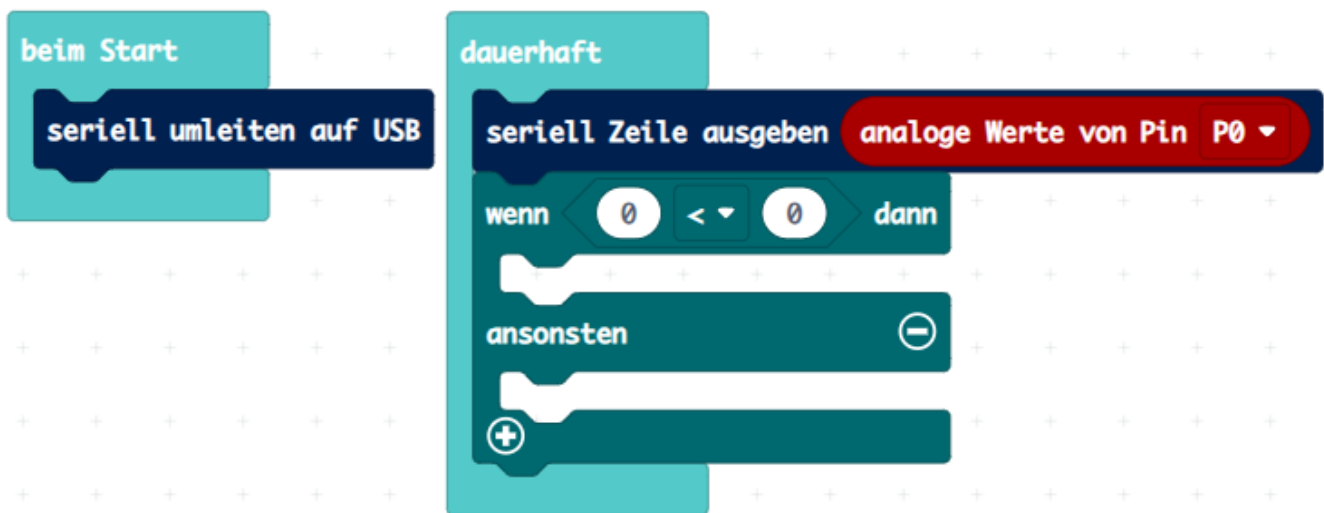 beim Start
seriell umleiten auf USB
dauerhaft
seriell Zeile ausgeben analoge Werte von Pin P0
wenn 0 < 0 dann
ansonsten